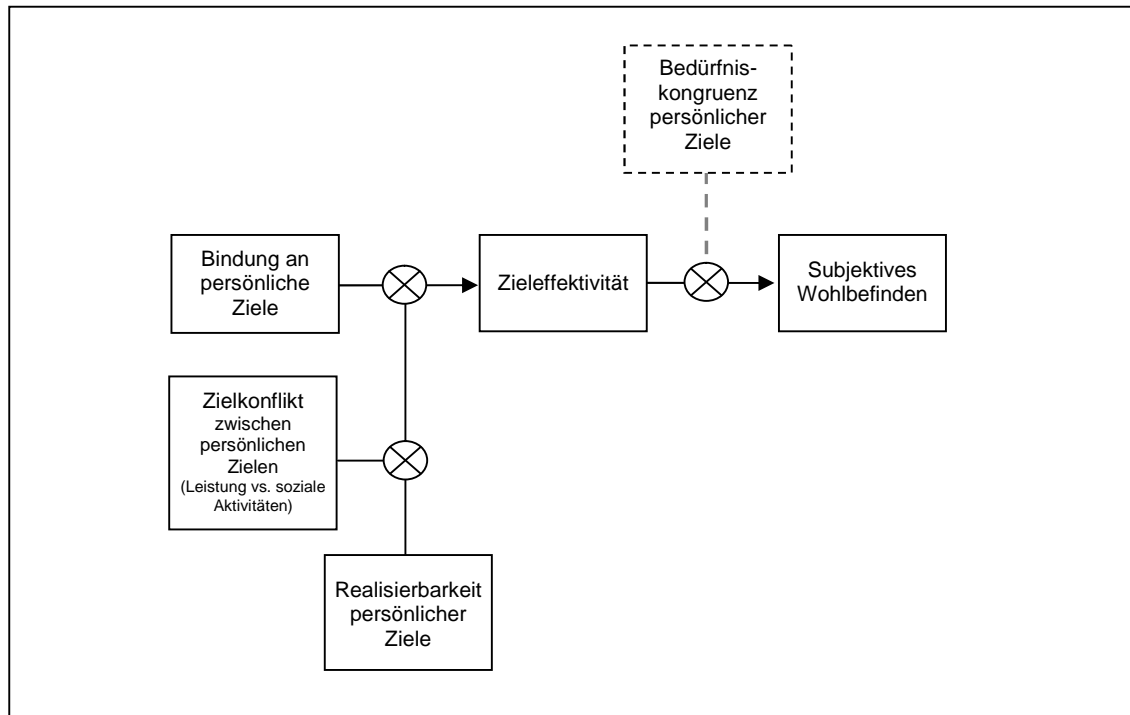 Bedürfnis-
kongruenz
persönlicher
Ziele
Bindung an
persönliche
Ziele
Zieleffektivität
Subjektives
Wohlbefinden
Zielkonflikt
zwischen
persönlichen
Zielen
(Leistung vs. soziale
Aktivitäten)
Realisierbarkeit
persönlicher
Ziele